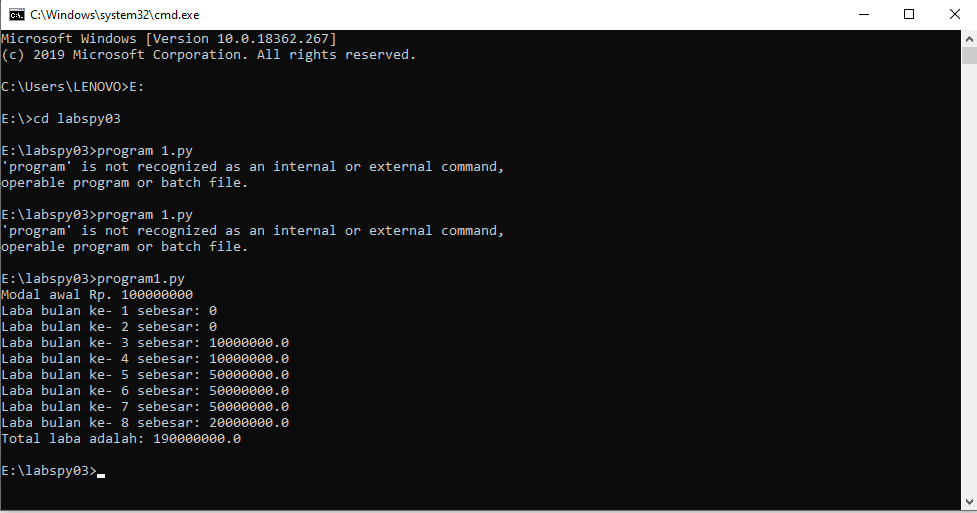 C:\Windows\system32\cmd.exe
Microsoft Windows [Version 10.0.18362.267]
(c) 2019 Microsoft Corporation. All rights reserved.
C:\Users\LENOVO>E:
E:\>cd labspy03
E:\labspy03>program 1.py
'program' is not recognized as an internal or external command,
operable program or batch file.
E:\labspy03>program 1.py
'program' is not recognized as an internal or external command,
operable program or batch file.
E:\labspy03>program1.py
Modal awal Rp. 100000000
Laba bulan ke- 1 sebesar: 0
Laba bulan ke- 2 sebesar: 0
Laba bulan ke- 3 sebesar: 10000000.0
Laba bulan ke- 4 sebesar: 10000000.0
Laba bulan ke- 5 sebesar: 50000000.0
Laba bulan ke- 6 sebesar: 50000000.0
Laba bulan ke- 7 sebesar: 50000000.0
Laba bulan ke- 8 sebesar: 20000000.0
Total laba adalah: 190000000.0
E:\labspy03>